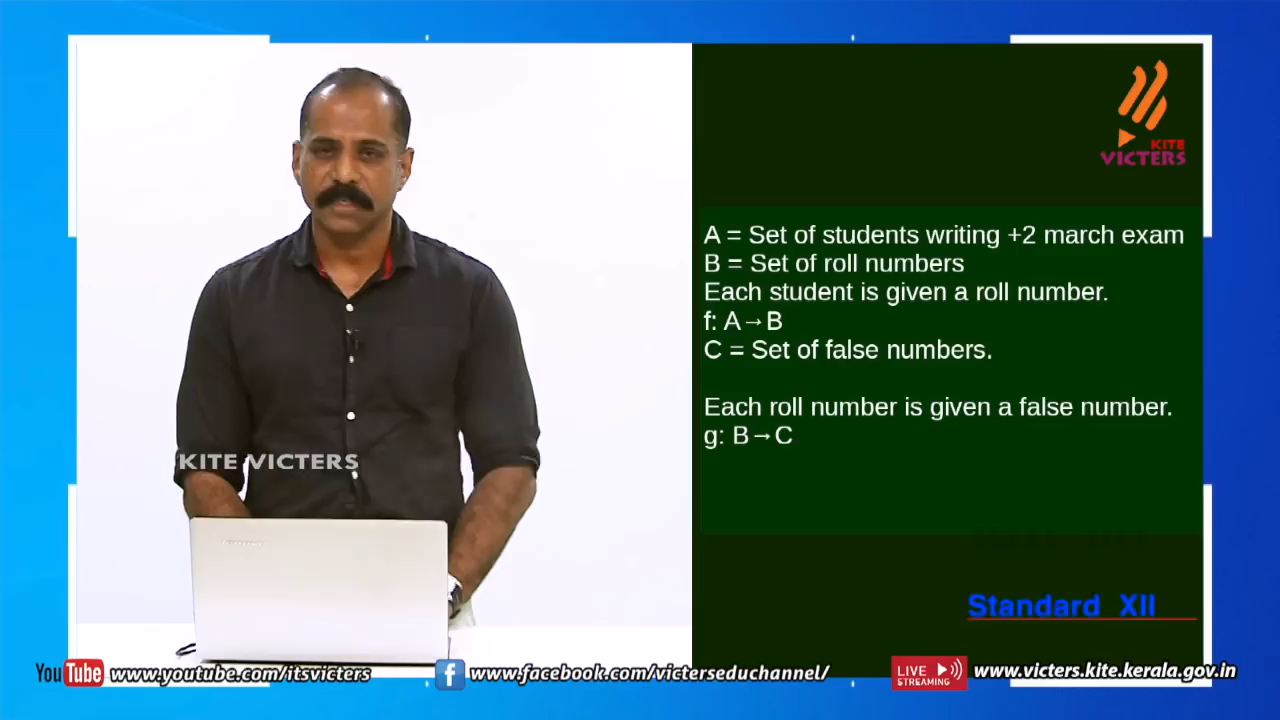 KITE
VICTERS
A = Set of students writing +2 march exam
B = Set of roll numbers
Each student is given a roll number.
f: A→B
C = Set of false numbers.
Each roll number is given a false number.
g: B→C
KITE VICTERS
Standard XII
YouTube www.youtube.com/itsvicters
f www.facebook.com/victerseduchannel/
LIVE STREAMING www.victers.kite.kerala.gov.in